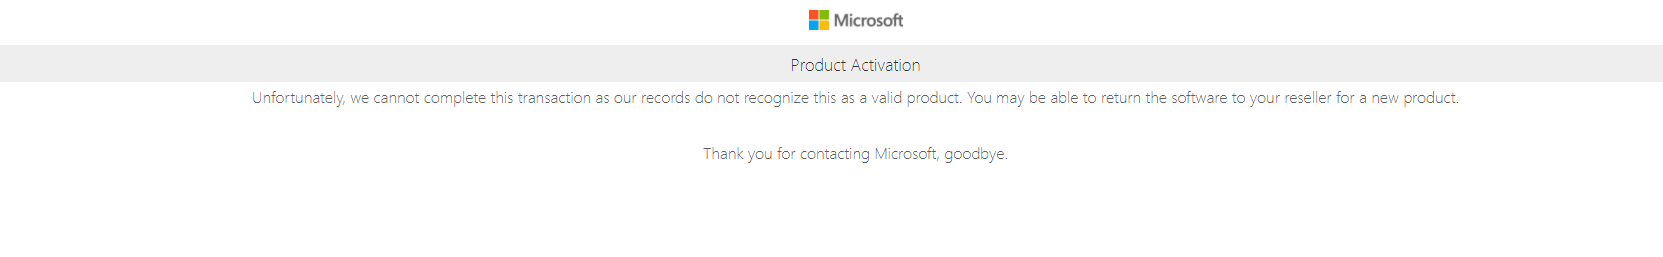 Microsoft
Product Activation
Unfortunately, we cannot complete this transaction as our records do not recognize this as a valid product. You may be able to return the software to your reseller for a new product.
Thank you for contacting Microsoft, goodbye.